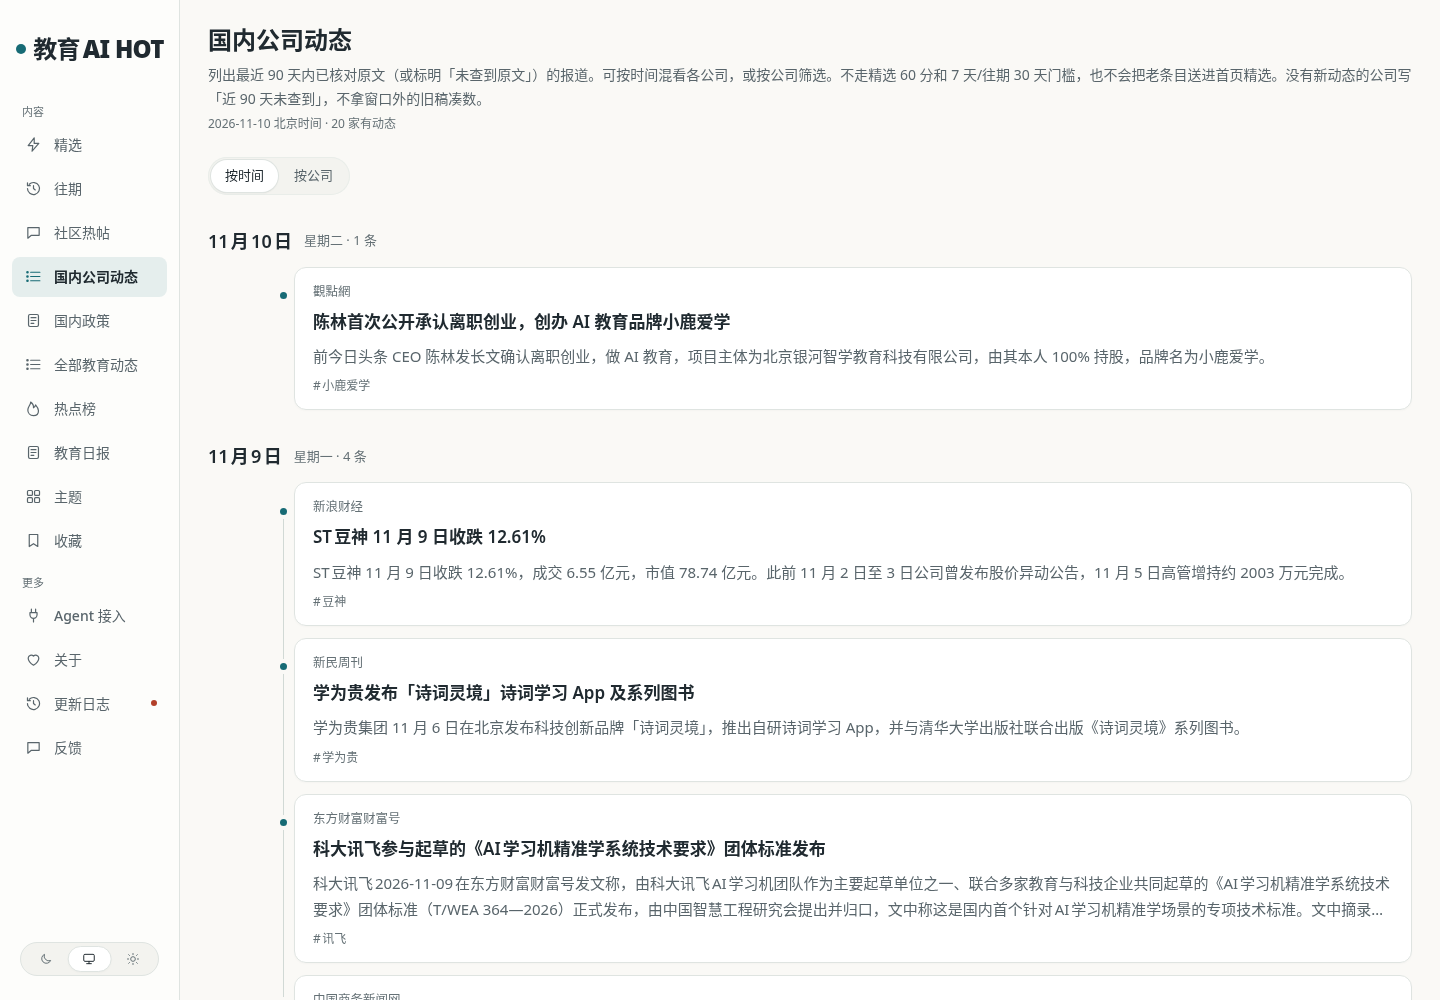 教育 AI HOT
内容
精选
往期
社区热帖
国内公司动态
国内政策
全部教育动态
热点榜
教育日报
主题
收藏
更多
Agent 接入
关于
更新日志
反馈
国内公司动态
列出最近 90 天内已核对原文（或标明「未查到原文」）的报道。可按时间混看各公司，或按公司筛选。不走精选 60 分和 7 天/往期 30 天门槛，也不会把老条目送进首页精选。没有新动态的公司写
「近 90 天未查到」，不拿窗口外的旧稿凑数。
2026-11-10 北京时间 · 20 家有动态
按时间
按公司
11 月 10 日 星期二 · 1 条
觀點網
陈林首次公开承认离职创业，创办 AI 教育品牌小鹿爱学
前今日头条 CEO 陈林发长文确认离职创业，做 AI 教育，项目主体为北京银河智学教育科技有限公司，由其本人 100% 持股，品牌名为小鹿爱学。
#小鹿爱学
11 月 9 日 星期一 · 4 条
新浪财经
ST 豆神 11 月 9 日收跌 12.61%
ST 豆神 11 月 9 日收跌 12.61%，成交 6.55 亿元，市值 78.74 亿元。此前 11 月 2 日至 3 日公司曾发布股价异动公告，11 月 5 日高管增持约 2003 万元完成。
#豆神
新民周刊
学为贵发布「诗词灵境」诗词学习 App 及系列图书
学为贵集团 11 月 6 日在北京发布科技创新品牌「诗词灵境」，推出自研诗词学习 App，并与清华大学出版社联合出版《诗词灵境》系列图书。
#学为贵
东方财富财富号
科大讯飞参与起草的《AI 学习机精准学系统技术要求》团体标准发布
科大讯飞 2026-11-09 在东方财富财富号发文称，由科大讯飞 AI 学习机团队作为主要起草单位之一、联合多家教育与科技企业共同起草的《AI 学习机精准学系统技术
要求》团体标准（T/WEA 364—2026）正式发布，由中国智慧工程研究会提出并归口，文中称这是国内首个针对 AI 学习机精准学场景的专项技术标准。文中摘录...
#讯飞
中国商务新闻网